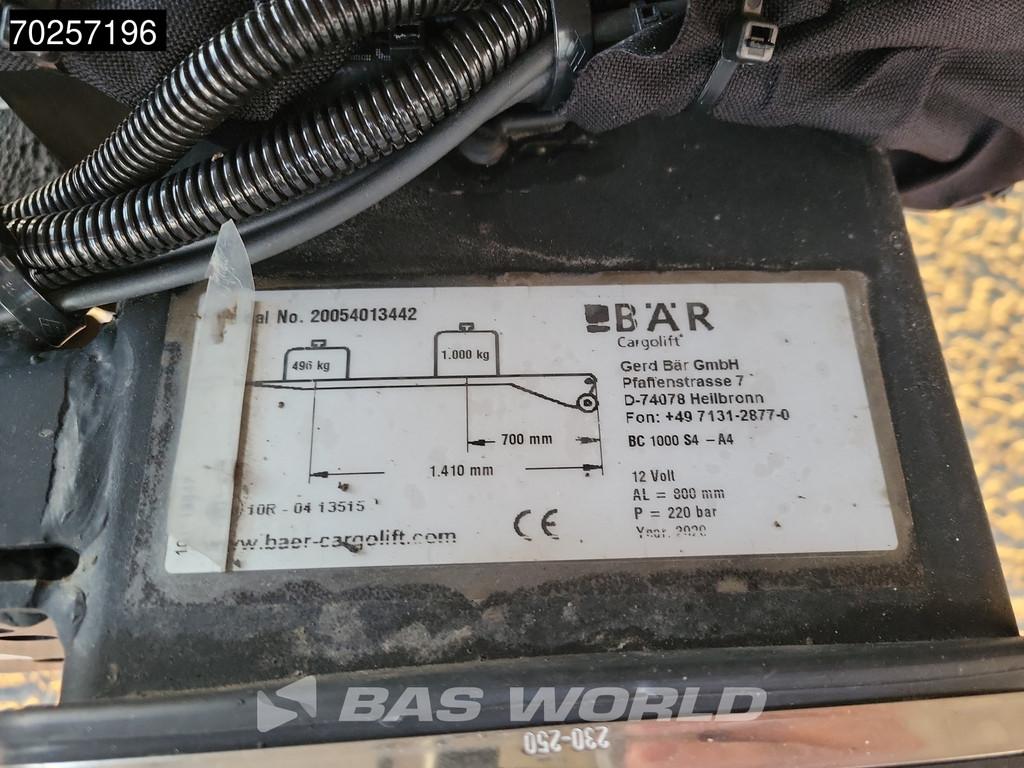 70257196
al No. 20054013442
BÄR
Cargolift
496 kg
1.000 kg
Gerd Bär GmbH
Pfaffenstrasse 7
D-74078 Heilbronn
Fon: +49 7131-2877-0
700 mm
BC 1000 S4 -A4
1.410 mm
12 Volt
AL = 800 mm
P = 220 bar
Year: 2020
10R - 04 13515
CE
w.baer-cargolift.com
BAS WORLD
230-250